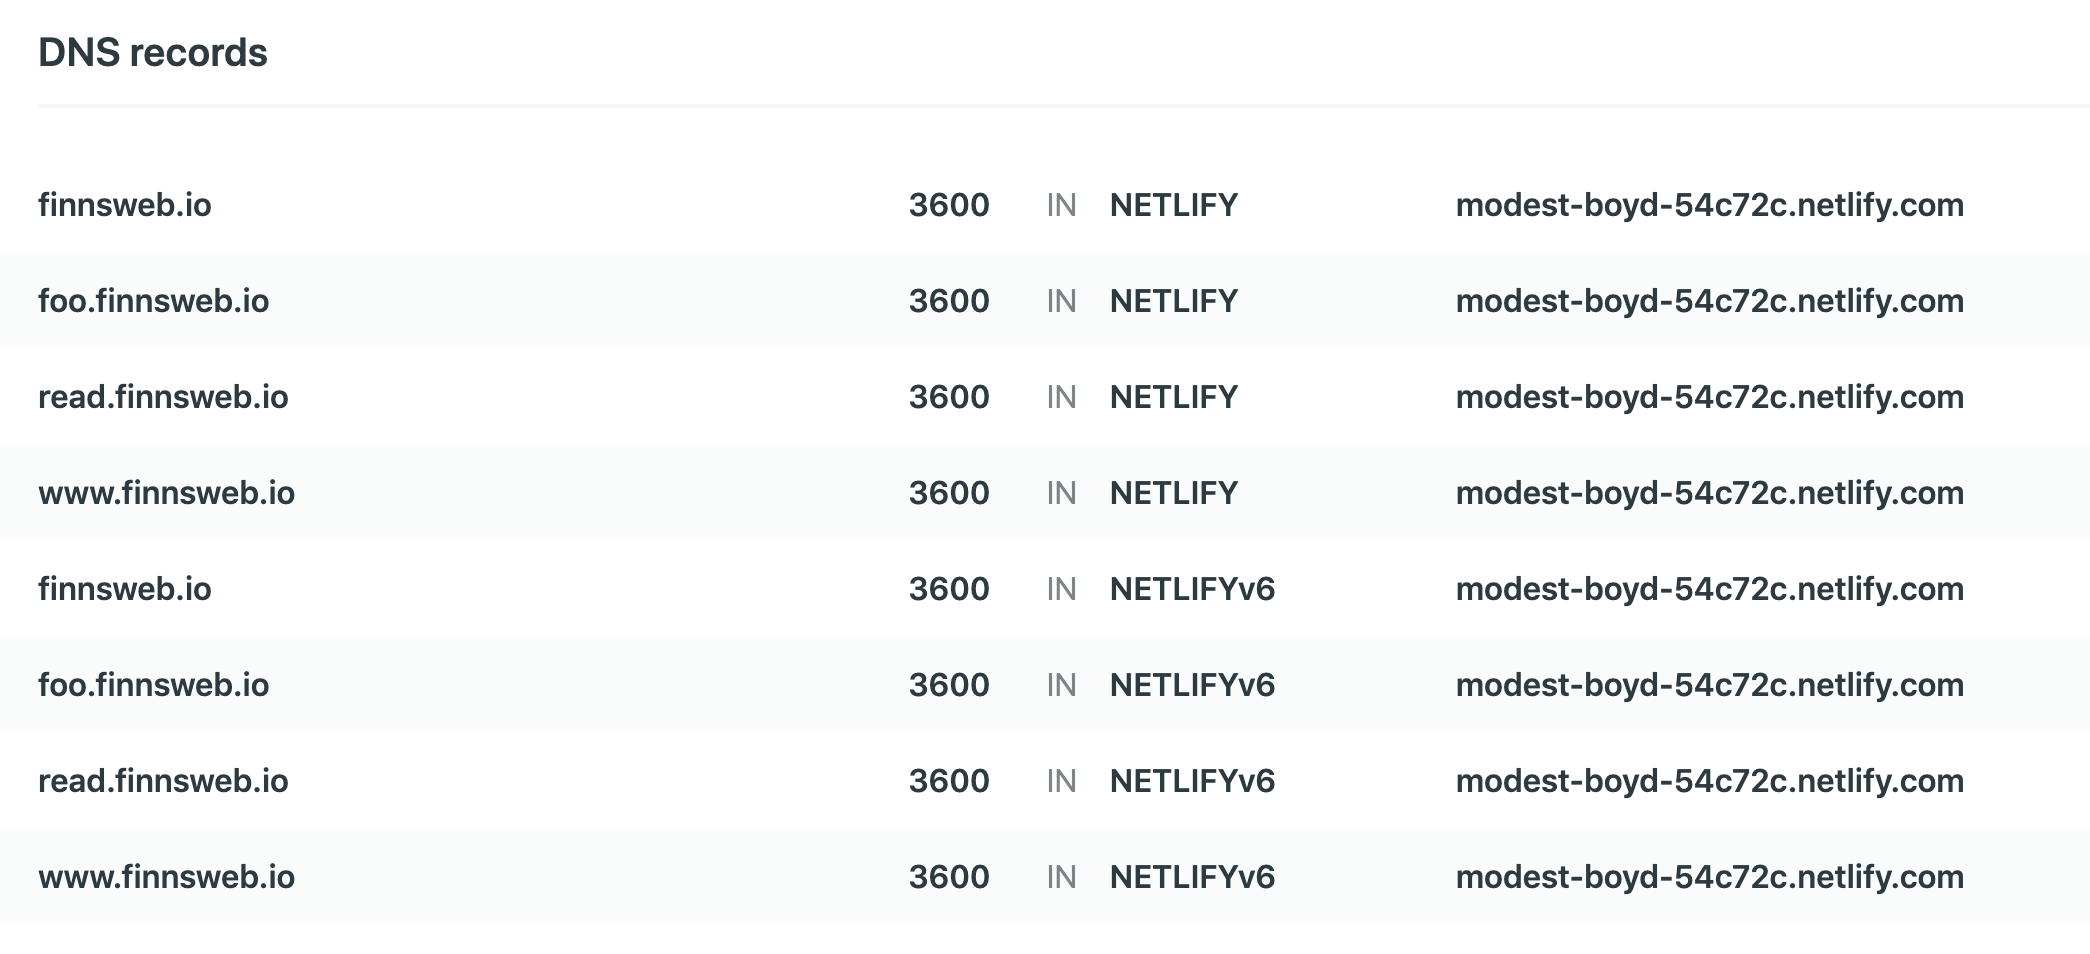 DNS records
finnsweb.io 3600 IN NETLIFY modest-boyd-54c72c.netlify.com
foo.finnsweb.io 3600 IN NETLIFY modest-boyd-54c72c.netlify.com
read.finnsweb.io 3600 IN NETLIFY modest-boyd-54c72c.netlify.com
www.finnsweb.io 3600 IN NETLIFY modest-boyd-54c72c.netlify.com
finnsweb.io 3600 IN NETLIFYv6 modest-boyd-54c72c.netlify.com
foo.finnsweb.io 3600 IN NETLIFYv6 modest-boyd-54c72c.netlify.com
read.finnsweb.io 3600 IN NETLIFYv6 modest-boyd-54c72c.netlify.com
www.finnsweb.io 3600 IN NETLIFYv6 modest-boyd-54c72c.netlify.com